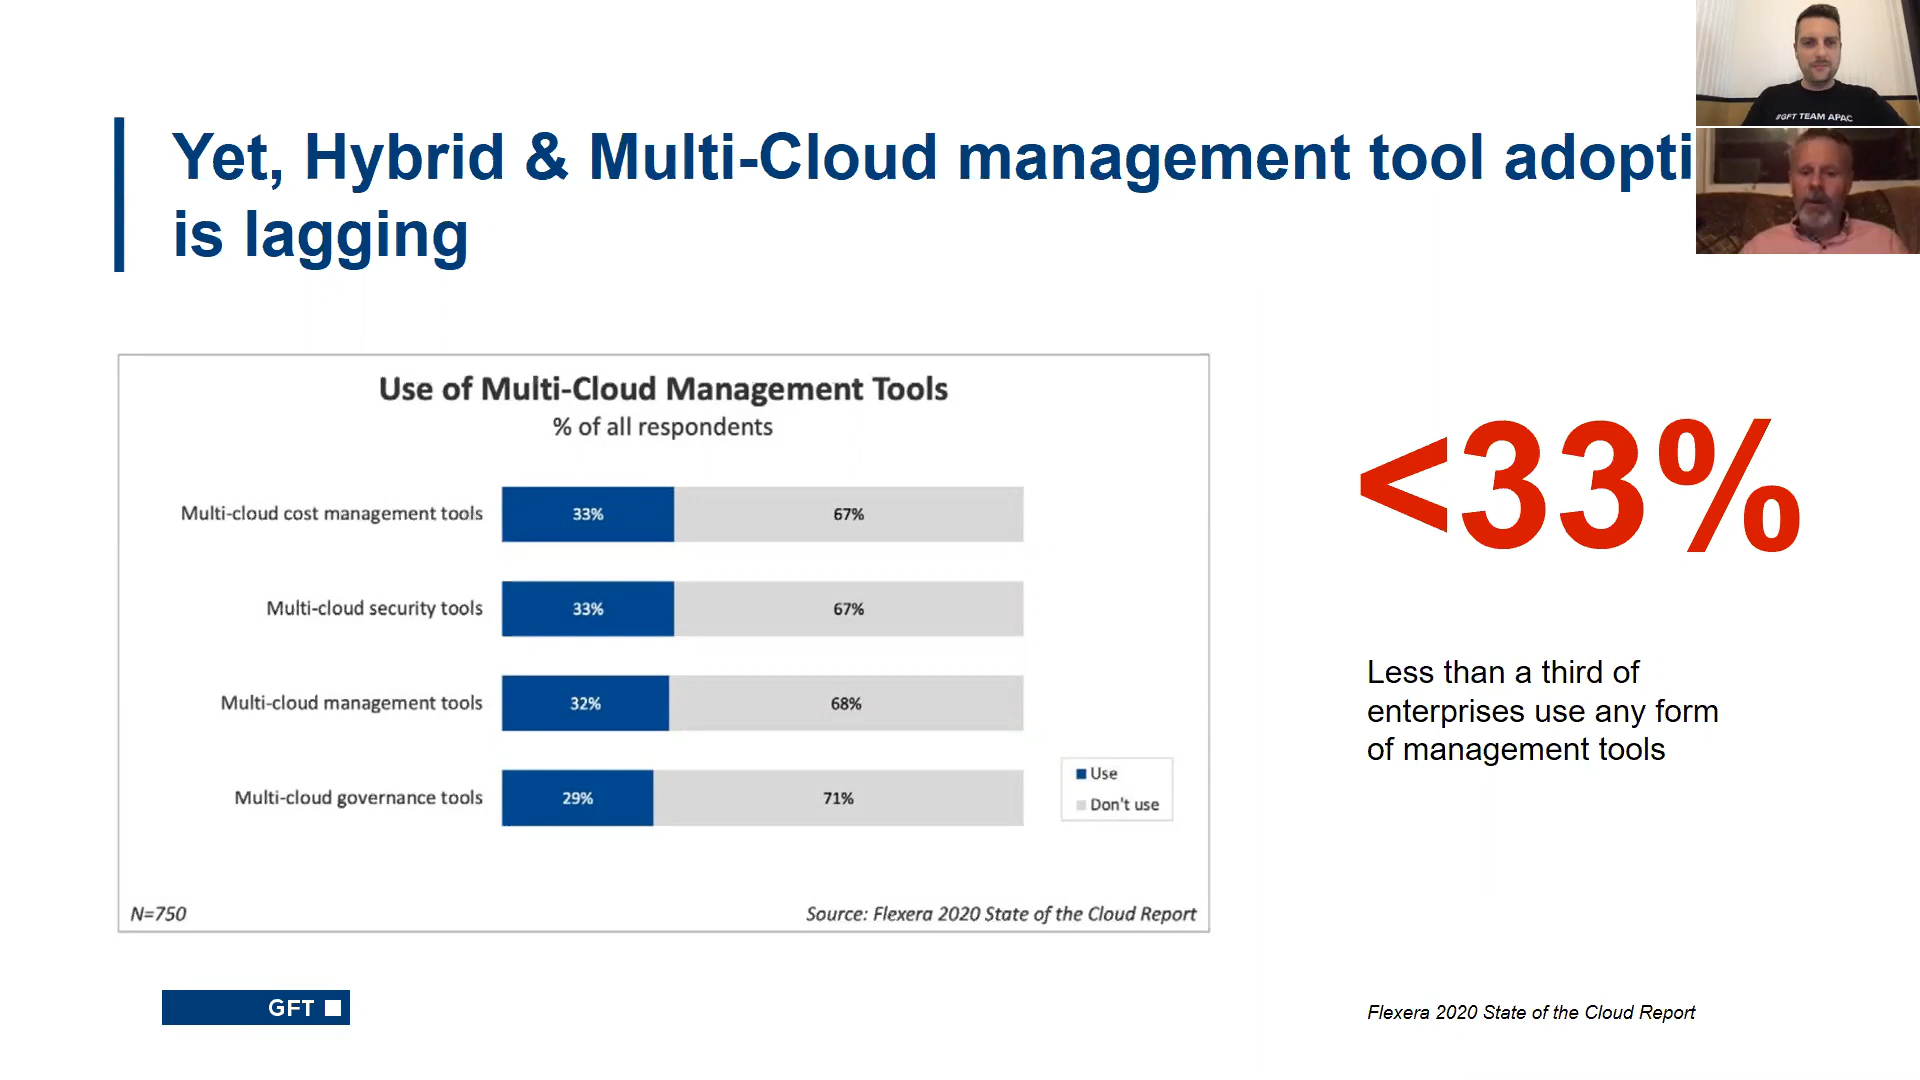 Yet, Hybrid & Multi-Cloud management tool adopti
is lagging
#GFT TEAM APAC
Use of Multi-Cloud Management Tools
% of all respondents
Multi-cloud cost management tools 33% 67%
Multi-cloud security tools 33% 67%
Multi-cloud management tools 32% 68%
Multi-cloud governance tools 29% 71%
Use
Don't use
N=750 Source: Flexera 2020 State of the Cloud Report
<33%
Less than a third of
enterprises use any form
of management tools
GFT
Flexera 2020 State of the Cloud Report